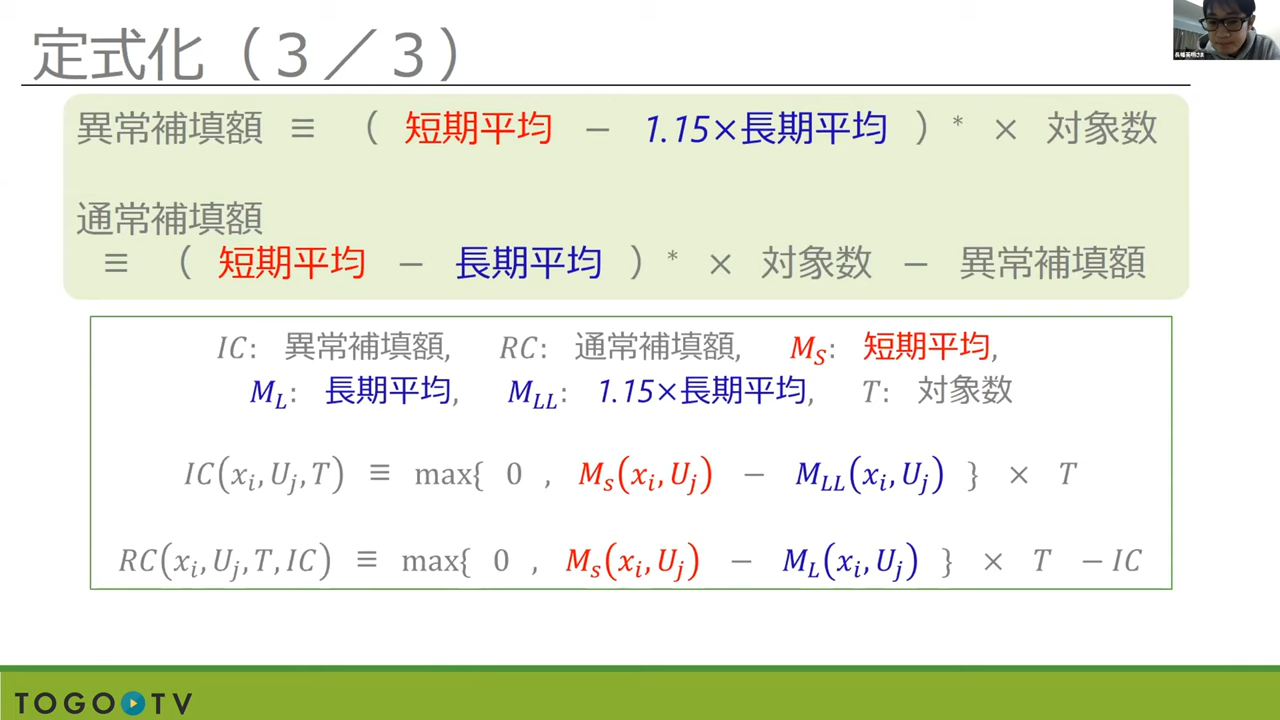 定式化（３／３）
異常補填額 ≡ （ 短期平均 － 1.15×長期平均 ）* × 対象数
通常補填額
≡ （ 短期平均 － 長期平均 ）* × 対象数 － 異常補填額
IC: 異常補填額, RC: 通常補填額, M_S: 短期平均,
M_L: 長期平均, M_LL: 1.15×長期平均, T: 対象数
IC(x_i, U_j, T) ≡ max{ 0 , M_s(x_i, U_j) － M_LL(x_i, U_j) } × T
RC(x_i, U_j, T, IC) ≡ max{ 0 , M_s(x_i, U_j) － M_L(x_i, U_j) } × T －IC
TOGO TV